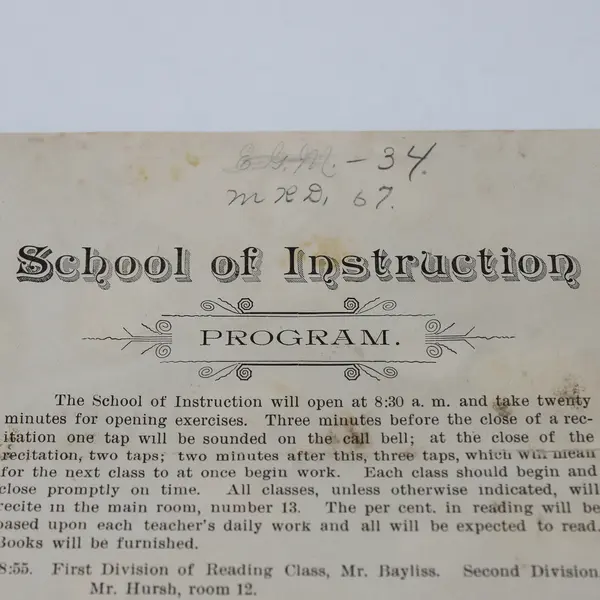 E.G.M. - 34.
M K D, 67.
School of Instruction
PROGRAM.
The School of Instruction will open at 8:30 a. m. and take twenty
minutes for opening exercises. Three minutes before the close of a rec-
itation one tap will be sounded on the call bell; at the close of the
recitation, two taps; two minutes after this, three taps, which will mean
for the next class to at once begin work. Each class should begin and
close promptly on time. All classes, unless otherwise indicated, will
recite in the main room, number 13. The per cent. in reading will be
based upon each teacher's daily work and all will be expected to read.
Books will be furnished.
8:55. First Division of Reading Class, Mr. Bayliss. Second Division
Mr. Hursh, room 12.